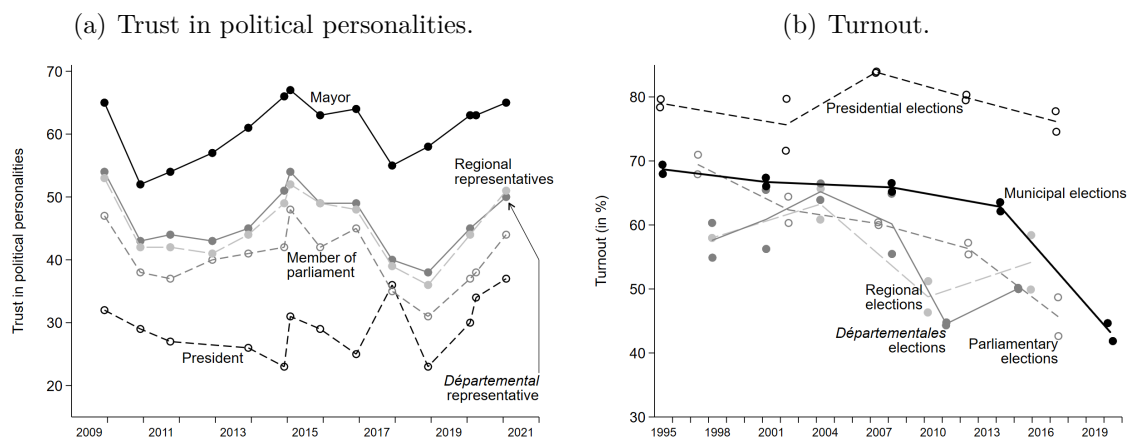 (a) Trust in political personalities.
Trust in political personalities
70
60
50
40
30
20
2009
2011
2013
2015
2017
2019
2021
Mayor
Regional
representatives
Member of
parliament
President
Départemental
representative
(b) Turnout.
Turnout (in %)
80
70
60
50
40
30
1995
1998
2001
2004
2007
2010
2013
2016
2019
Presidential elections
Municipal elections
Regional
elections
Départementales
elections
Parliamentary
elections